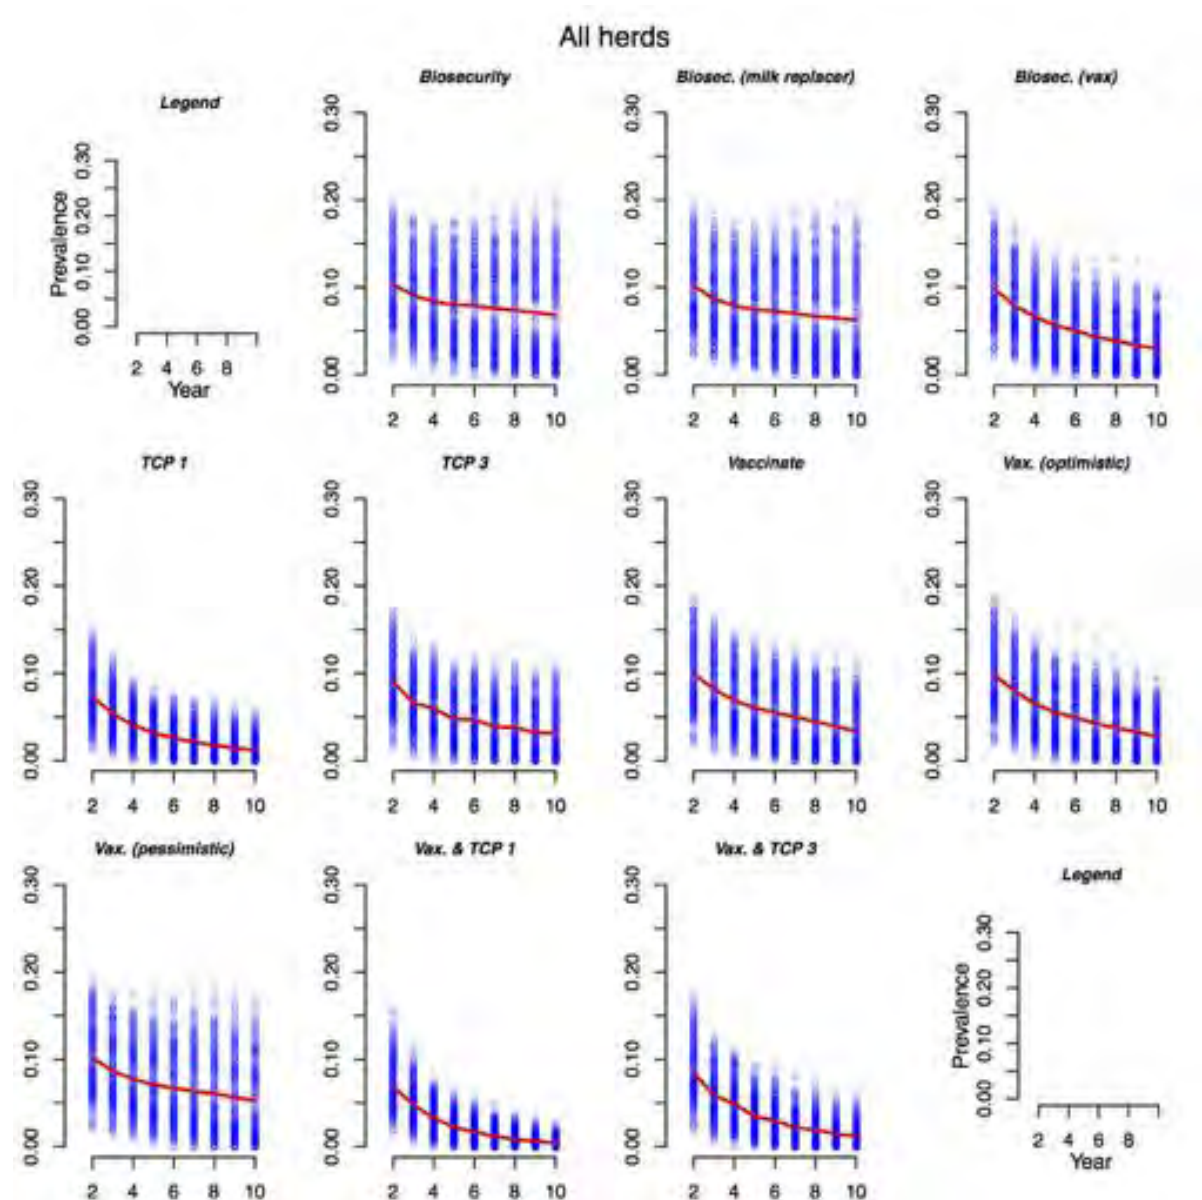 All herds
Legend
Prevalence
0.00 0.10 0.20 0.30
2 4 6 8
Year
Biosecurity
0.00 0.10 0.20 0.30
2 4 6 8 10
Biosec. (milk replacer)
0.00 0.10 0.20 0.30
2 4 6 8 10
Biosec. (vax)
0.00 0.10 0.20 0.30
2 4 6 8 10
TCP 1
0.00 0.10 0.20 0.30
2 4 6 8 10
TCP 3
0.00 0.10 0.20 0.30
2 4 6 8 10
Vaccinate
0.00 0.10 0.20 0.30
2 4 6 8 10
Vax. (optimistic)
0.00 0.10 0.20 0.30
2 4 6 8 10
Vax. (pessimistic)
0.00 0.10 0.20 0.30
2 4 6 8 10
Vax. & TCP 1
0.00 0.10 0.20 0.30
2 4 6 8 10
Vax. & TCP 3
0.00 0.10 0.20 0.30
2 4 6 8 10
Legend
Prevalence
0.00 0.10 0.20 0.30
2 4 6 8
Year